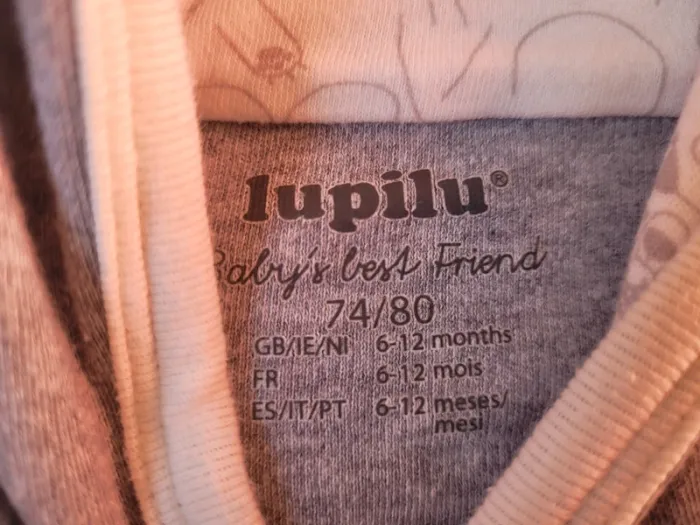 lupilu®
Baby's best Friend
74/80
GB/IE/NI 6-12 months
FR 6-12 mois
ES/IT/PT 6-12 meses/
mesi